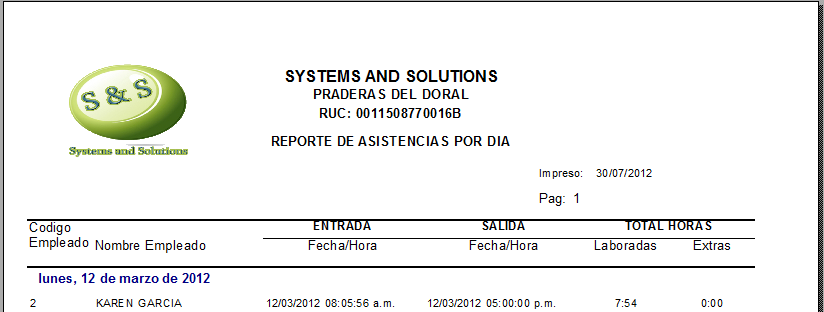 S & S
Systems and Solutions
SYSTEMS AND SOLUTIONS
PRADERAS DEL DORAL
RUC: 0011508770016B
REPORTE DE ASISTENCIAS POR DIA
Impreso: 30/07/2012
Pag: 1
Codigo Empleado Nombre Empleado ENTRADA Fecha/Hora SALIDA Fecha/Hora TOTAL HORAS Laboradas Extras
lunes, 12 de marzo de 2012
2 KAREN GARCIA 12/03/2012 08:05:56 a.m. 12/03/2012 05:00:00 p.m. 7:54 0:00